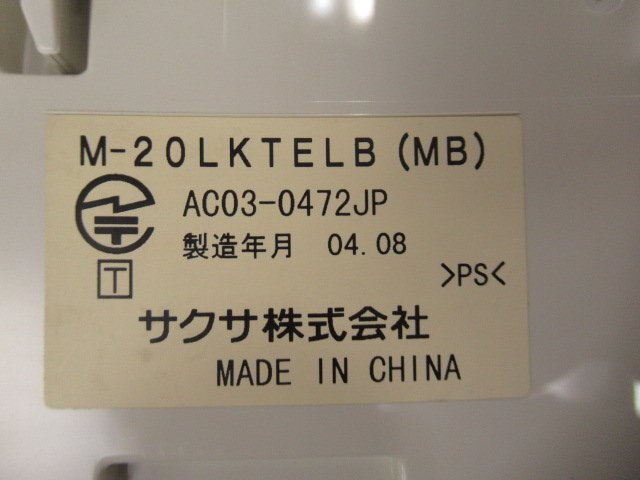 M-20LKTELB (MB)
AC03-0472JP
製造年月 04.08
T
>PS<
サクサ株式会社
MADE IN CHINA